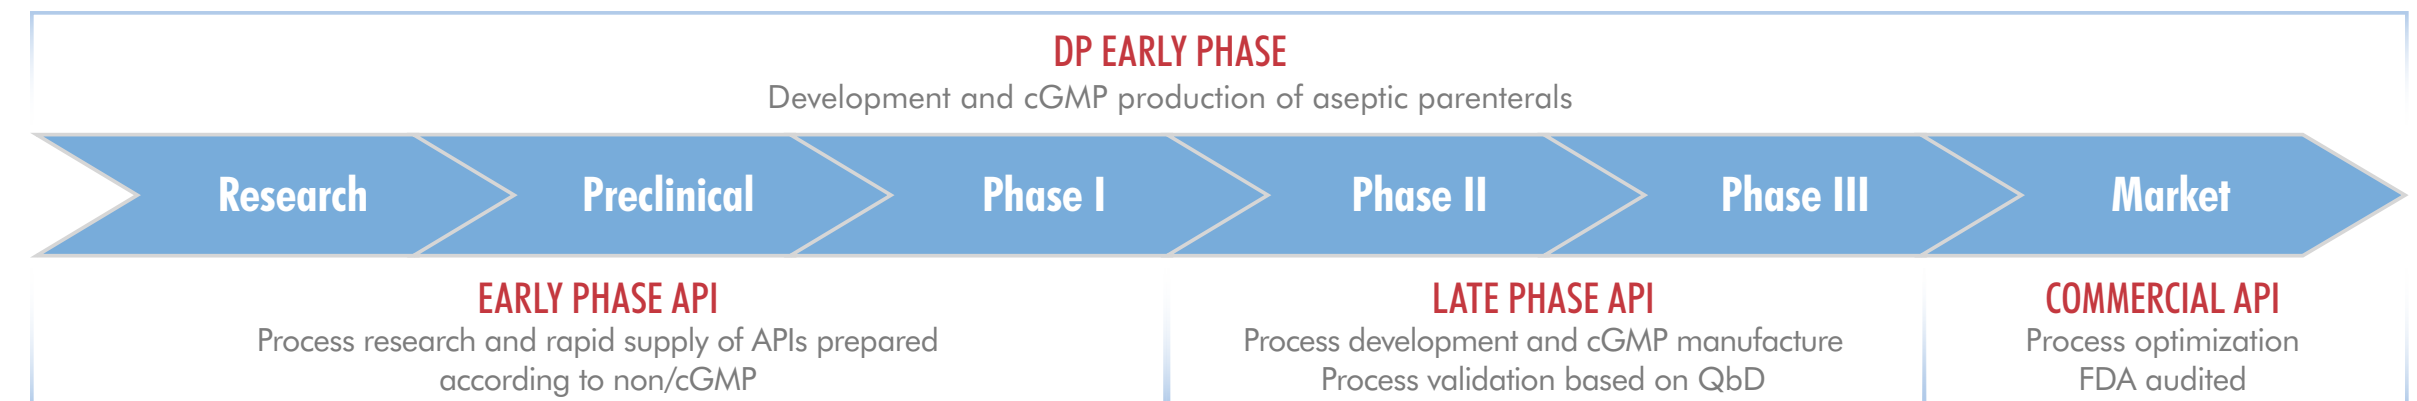 DP EARLY PHASE
Development and cGMP production of aseptic parenterals
Research
Preclinical
Phase I
Phase II
Phase III
Market
EARLY PHASE API
Process research and rapid supply of APIs prepared
according to non/cGMP
LATE PHASE API
Process development and cGMP manufacture
Process validation based on QbD
COMMERCIAL API
Process optimization
FDA audited